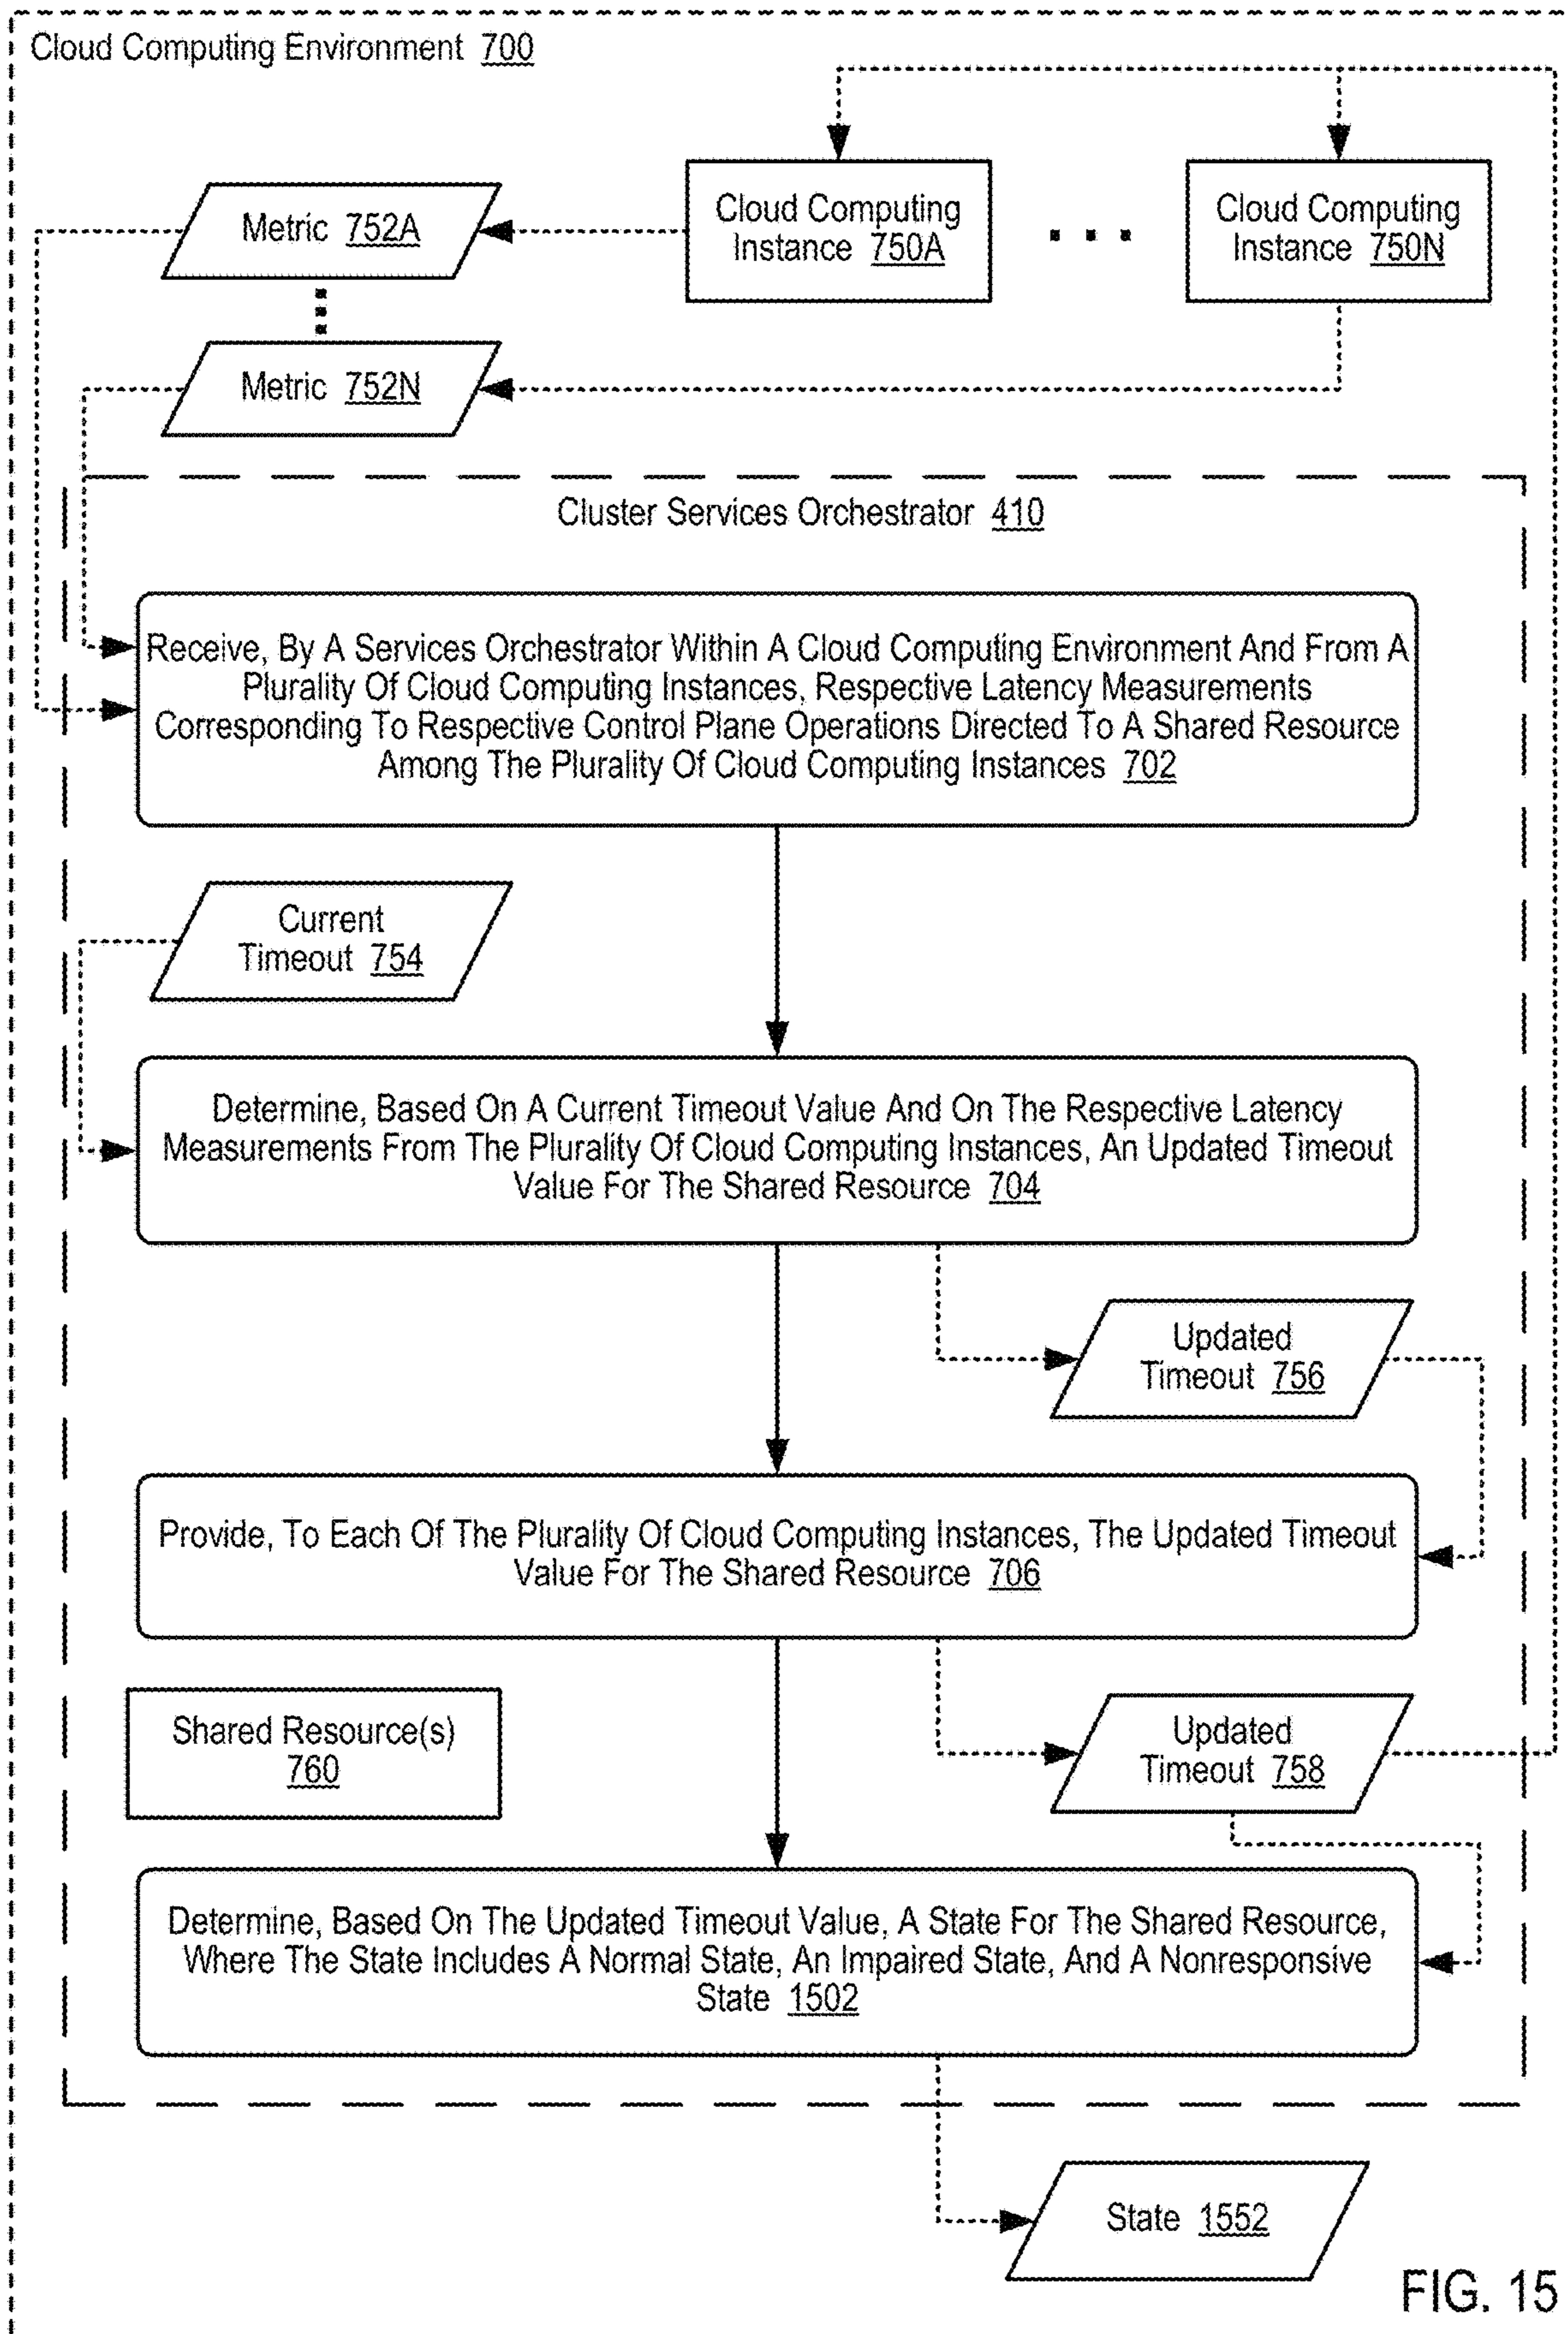 Cloud Computing Environment 700
Cloud Computing
Instance 750A
Cloud Computing
Instance 750N
Metric 752A
Metric 752N
Cluster Services Orchestrator 410
Receive, By A Services Orchestrator Within A Cloud Computing Environment And From A
Plurality Of Cloud Computing Instances, Respective Latency Measurements
Corresponding To Respective Control Plane Operations Directed To A Shared Resource
Among The Plurality Of Cloud Computing Instances 702
Current
Timeout 754
Determine, Based On A Current Timeout Value And On The Respective Latency
Measurements From The Plurality Of Cloud Computing Instances, An Updated Timeout
Value For The Shared Resource 704
Updated
Timeout 756
Provide, To Each Of The Plurality Of Cloud Computing Instances, The Updated Timeout
Value For The Shared Resource 706
Shared Resource(s)
760
Updated
Timeout 758
Determine, Based On The Updated Timeout Value, A State For The Shared Resource,
Where The State Includes A Normal State, An Impaired State, And A Nonresponsive
State 1502
State 1552
FIG. 15